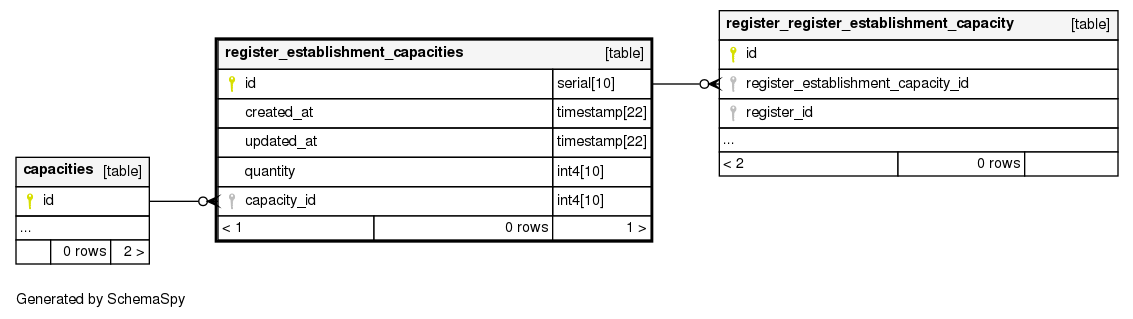 capacities [table]
id
...
0 rows 2 >
register_establishment_capacities [table]
id serial[10]
created_at timestamp[22]
updated_at timestamp[22]
quantity int4[10]
capacity_id int4[10]
< 1 0 rows 1 >
register_register_establishment_capacity [table]
id
register_establishment_capacity_id
register_id
...
< 2 0 rows
Generated by SchemaSpy